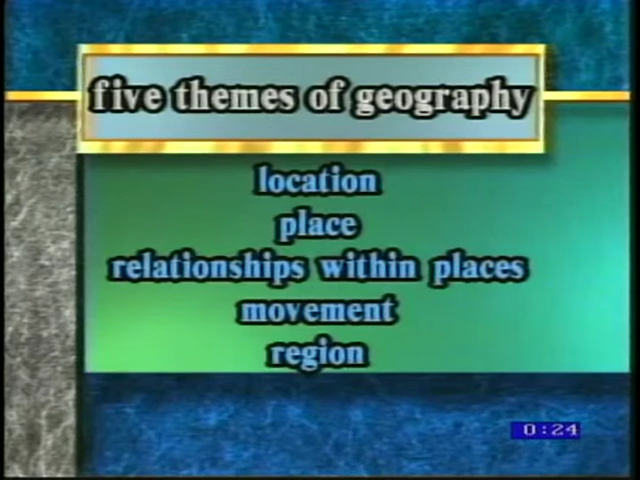 five themes of geography
location
place
relationships within places
movement
region
0:24